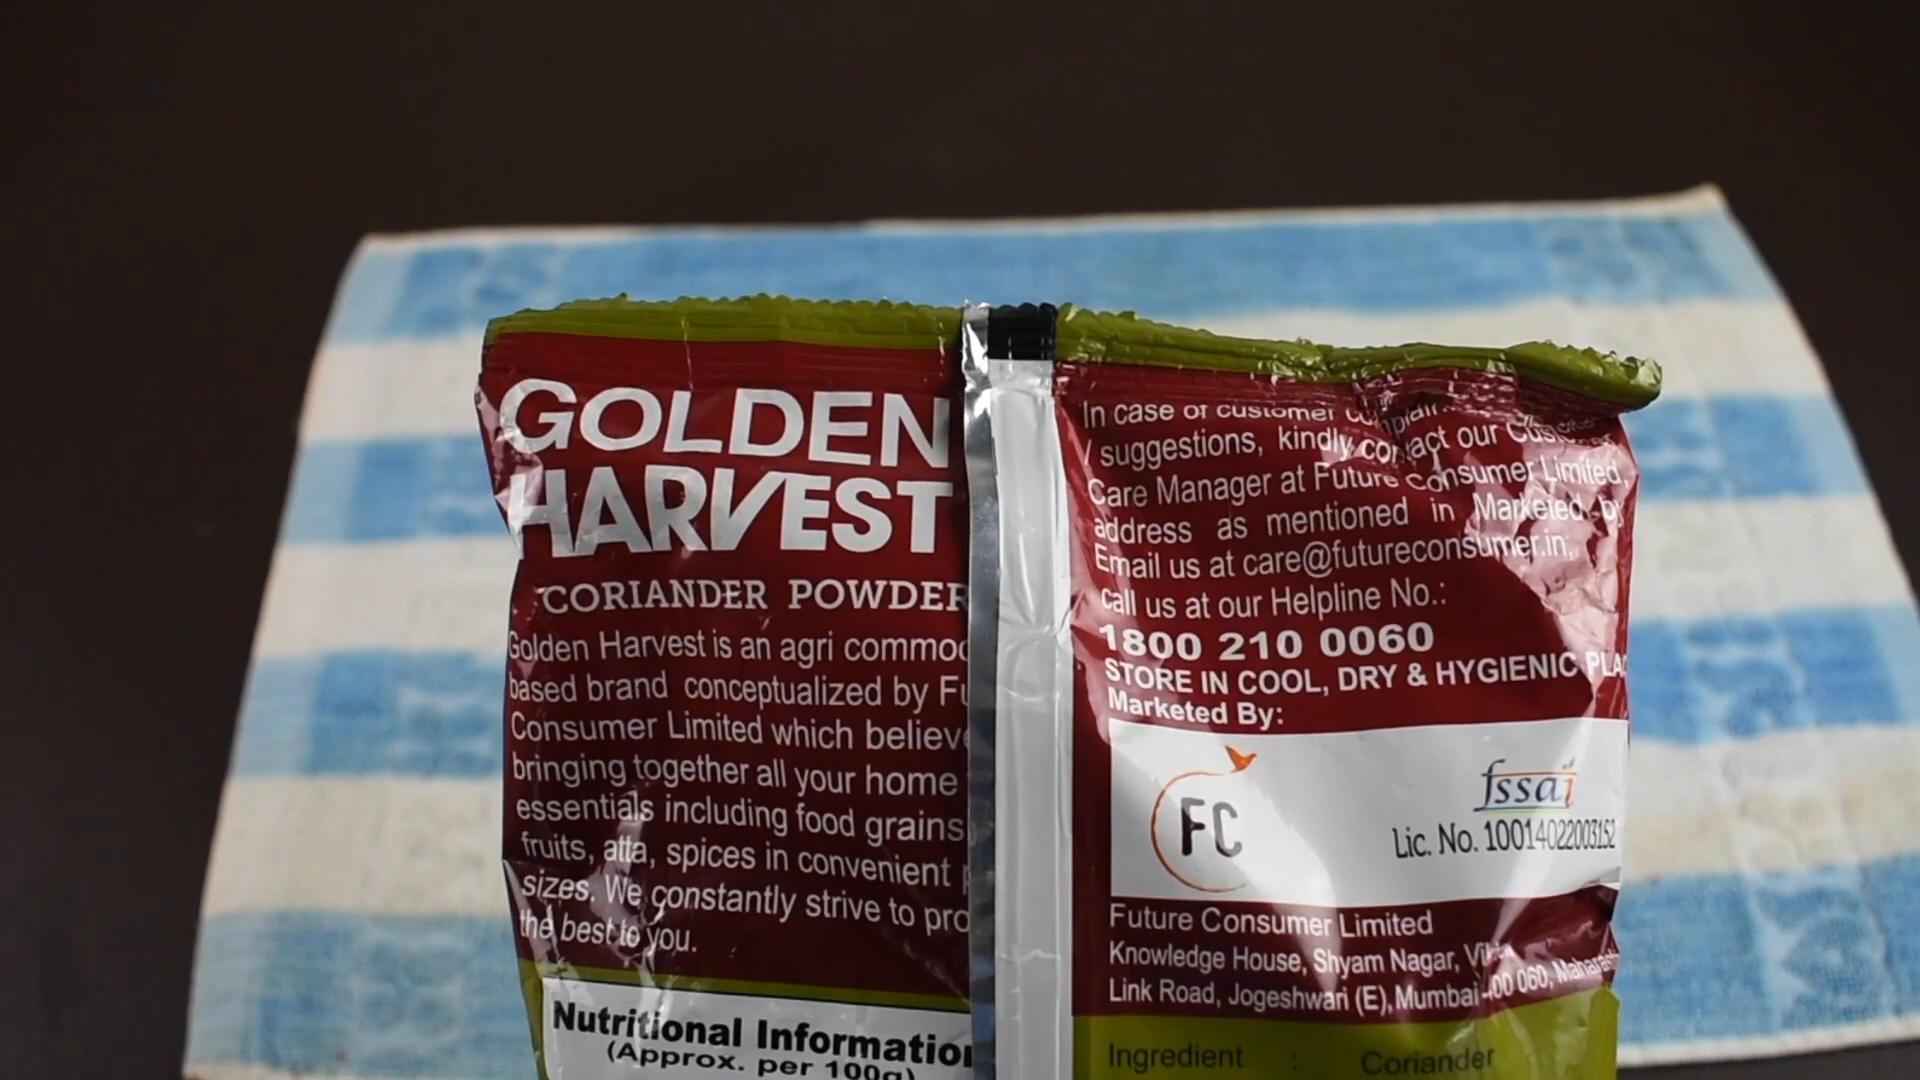 GOLDEN
HARVEST
CORIANDER POWDER
Golden Harvest is an agri commod
based brand conceptualized by Fu
Consumer Limited which believe
bringing together all your home
essentials including food grains
fruits, atta, spices in convenient
sizes. We constantly strive to pro
the best to you.
Nutritional Information
(Approx. per 100g)
In case of customer
/ suggestions, kindly contact our
Care Manager at Future Consumer Limited,
address as mentioned in Marketed by
Email us at care@futureconsumer.in,
call us at our Helpline No.:
1800 210 0060
STORE IN COOL, DRY & HYGIENIC PLAC
Marketed By:
FC
fssai
Lic. No. 10014022003152
Future Consumer Limited
Knowledge House, Shyam Nagar,
Link Road, Jogeshwari (E), Mumbai
Ingredient : Coriander